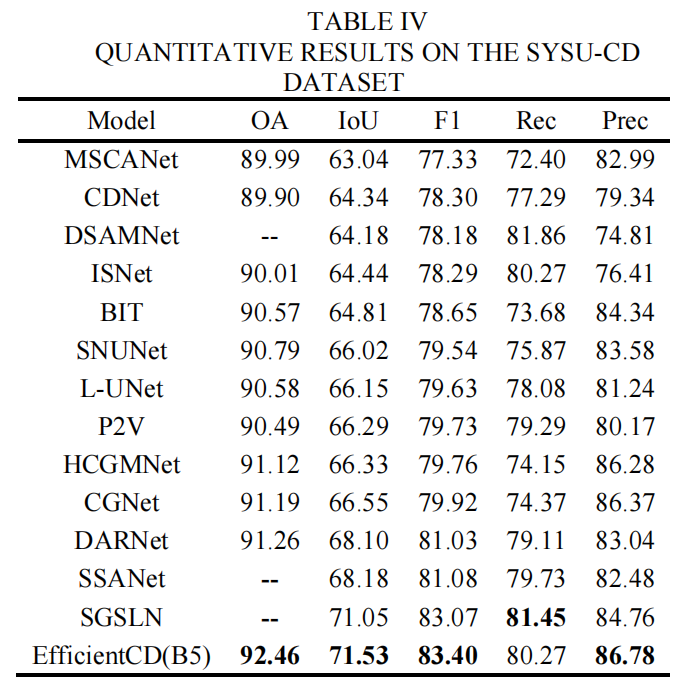 TABLE IV
QUANTITATIVE RESULTS ON THE SYSU-CD
DATASET
Model OA IoU F1 Rec Prec
MSCANet 89.99 63.04 77.33 72.40 82.99
CDNet 89.90 64.34 78.30 77.29 79.34
DSAMNet -- 64.18 78.18 81.86 74.81
ISNet 90.01 64.44 78.29 80.27 76.41
BIT 90.57 64.81 78.65 73.68 84.34
SNUNet 90.79 66.02 79.54 75.87 83.58
L-UNet 90.58 66.15 79.63 78.08 81.24
P2V 90.49 66.29 79.73 79.29 80.17
HCGMNet 91.12 66.33 79.76 74.15 86.28
CGNet 91.19 66.55 79.92 74.37 86.37
DARNet 91.26 68.10 81.03 79.11 83.04
SSANet -- 68.18 81.08 79.73 82.48
SGSLN -- 71.05 83.07 81.45 84.76
EfficientCD(B5) 92.46 71.53 83.40 80.27 86.78